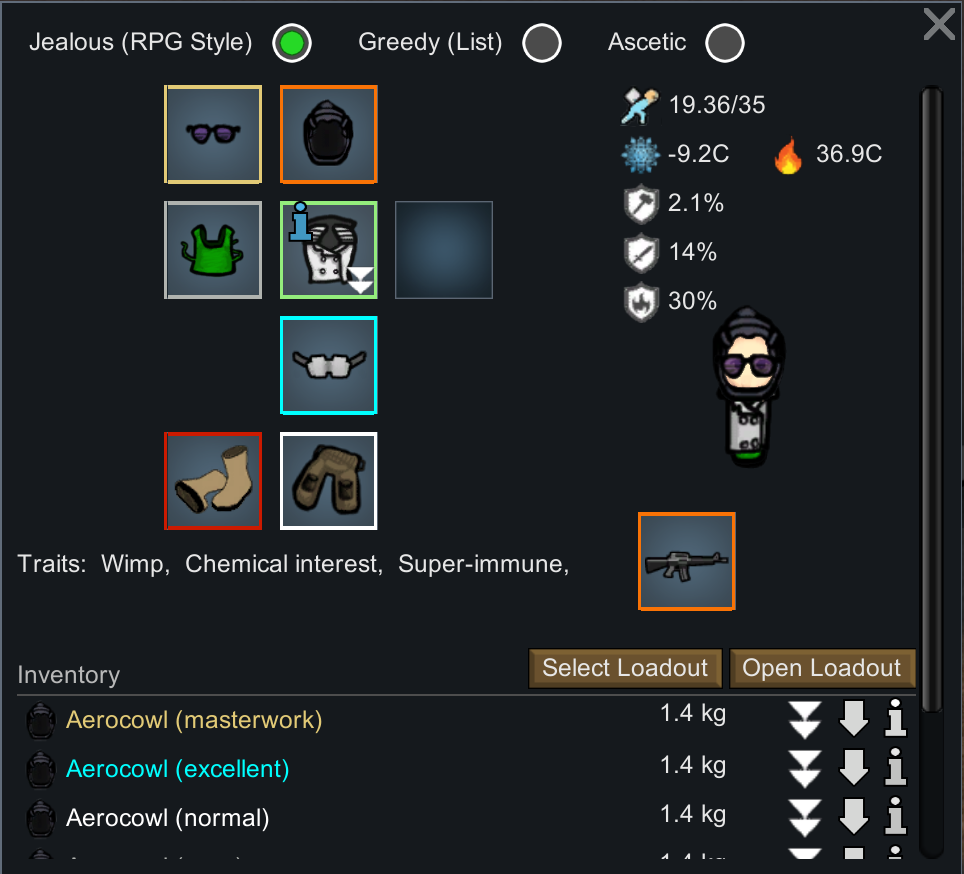 Jealous (RPG Style) Greedy (List) Ascetic
19.36/35
-9.2C 36.9C
2.1%
14%
30%
Traits: Wimp, Chemical interest, Super-immune,
Inventory Select Loadout Open Loadout
Aerocowl (masterwork) 1.4 kg
Aerocowl (excellent) 1.4 kg
Aerocowl (normal) 1.4 kg